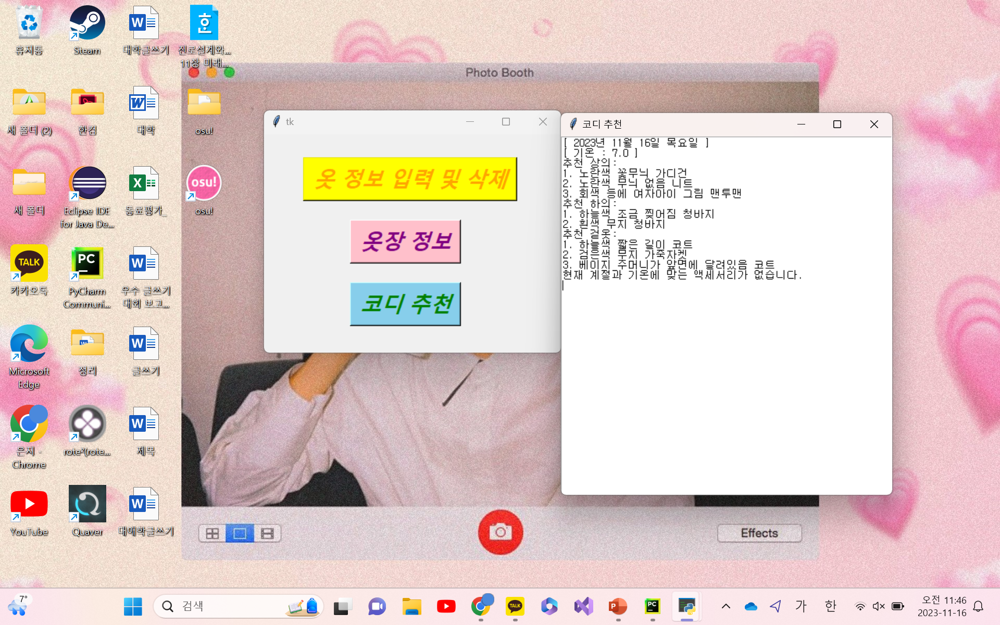 휴지통
Steam
대학글쓰기
진로설계와...
11장 미래...
새 폴더 (2)
한컴
대학
osu!
새 폴더
Eclipse IDE
for Java De...
동료평가_
osu!
osu!
TALK
카카오톡
PC
PyCharm
Communi...
우수 글쓰기
대회 보고...
Microsoft
Edge
정리
글쓰기
은지 -
Chrome
rote²(rote...
제목
YouTube
Quaver
대애학글쓰기
Photo Booth
Effects
tk
옷 정보 입력 및 삭제
옷장 정보
코디 추천
코디 추천
[ 2023년 11월 16일 목요일 ]
[ 기온 : 7.0 ]
추천 상의:
1. 노란색 꽃무늬 가디건
2. 노란색 무늬 없음 니트
3. 회색 등에 여자아이 그림 맨투맨
추천 하의:
1. 하늘색 조금 찢어짐 청바지
2. 흰색 무지 청바지
추천 겉옷:
1. 하늘색 짧은 길이 코트
2. 검은색 무지 가죽자켓
3. 베이지 주머니가 앞면에 달려있음 코트
현재 계절과 기온에 맞는 액세서리가 없습니다.
7°
검색
TALK
P
PC
가
한
오전 11:46
2023-11-16